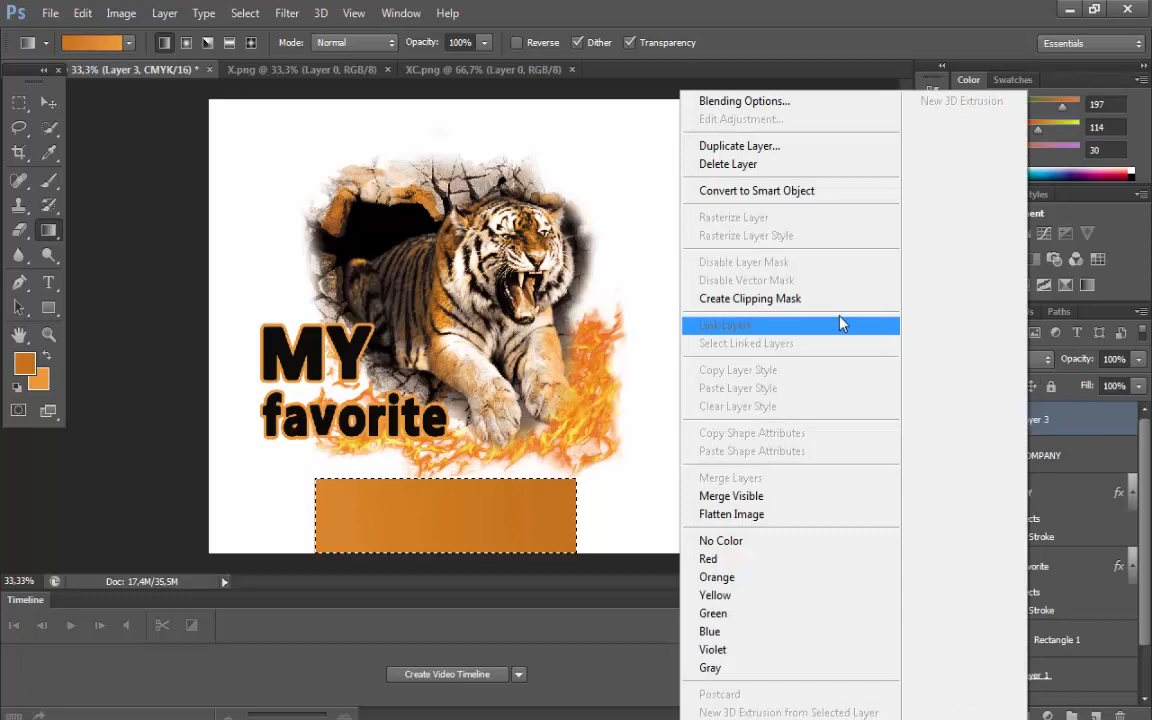 Ps File Edit Image Layer Type Select Filter 3D View Window Help
Mode: Normal Opacity: 100% Reverse Dither Transparency Essentials
33,3% (Layer 3, CMYK/16) * × X.png @ 33,3% (Layer 0, RGB/8) × XC.png @ 66,7% (Layer 0, RGB/8) ×
Color Swatches
197
114
30
Blending Options...
New 3D Extrusion
Edit Adjustment...
Duplicate Layer...
Delete Layer
Convert to Smart Object
Rasterize Layer
Rasterize Layer Style
Disable Layer Mask
Disable Vector Mask
Create Clipping Mask
Link Layers
Select Linked Layers
Copy Layer Style
Paste Layer Style
Clear Layer Style
Copy Shape Attributes
Paste Shape Attributes
Merge Layers
Merge Visible
Flatten Image
No Color
Red
Orange
Yellow
Green
Blue
Violet
Gray
Postcard
New 3D Extrusion from Selected Layer
tyles
ent
Paths
Opacity: 100%
Fill: 100%
yer 3
OMPANY
Y fx
cts
Stroke
orite fx
cts
Stroke
Rectangle 1
yer 1
MY
favorite
33,33% Doc: 17,4M/35,5M
Timeline
Create Video Timeline